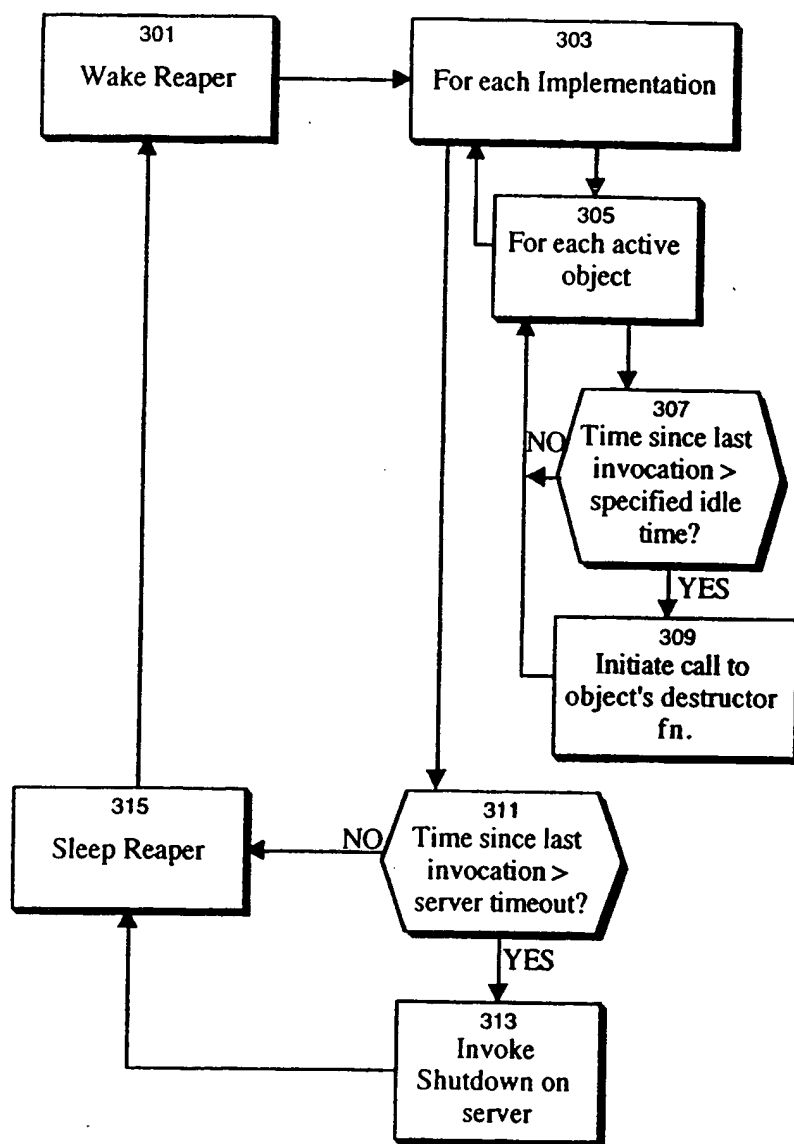 301
Wake Reaper
303
For each Implementation
305
For each active
object
307
NO
Time since last
invocation >
specified idle
time?
YES
309
Initiate call to
object's destructor
fn.
315
Sleep Reaper
NO
311
Time since last
invocation >
server timeout?
YES
313
Invoke
Shutdown on
server